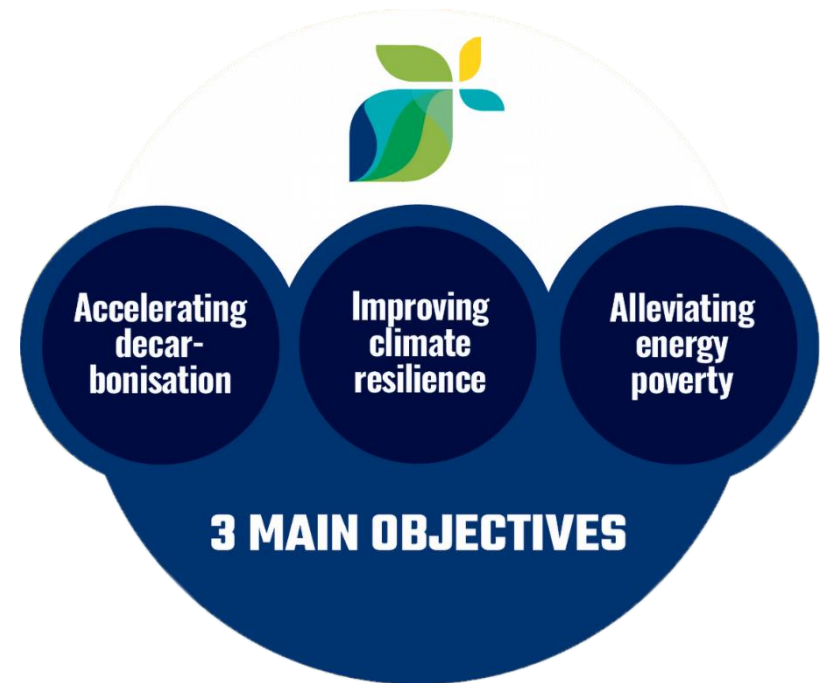 Accelerating
decar-
bonisation
Improving
climate
resilience
Alleviating
energy
poverty
3 MAIN OBJECTIVES